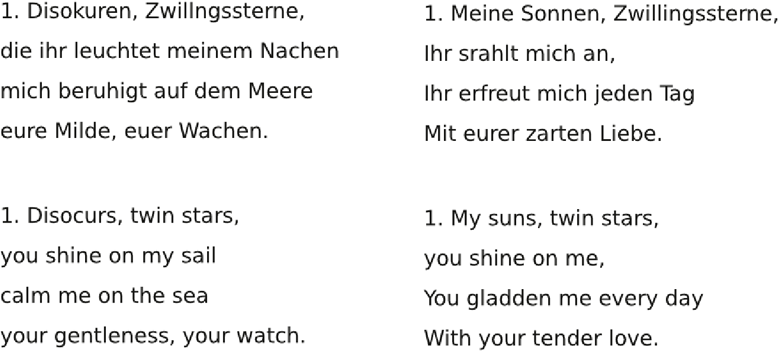 1. Disokuren, Zwillngssterne,
die ihr leuchtet meinem Nachen
mich beruhigt auf dem Meere
eure Milde, euer Wachen.
1. Disocurs, twin stars,
you shine on my sail
calm me on the sea
your gentleness, your watch.
1. Meine Sonnen, Zwillingssterne,
Ihr srahlt mich an,
Ihr erfreut mich jeden Tag
Mit eurer zarten Liebe.
1. My suns, twin stars,
you shine on me,
You gladden me every day
With your tender love.